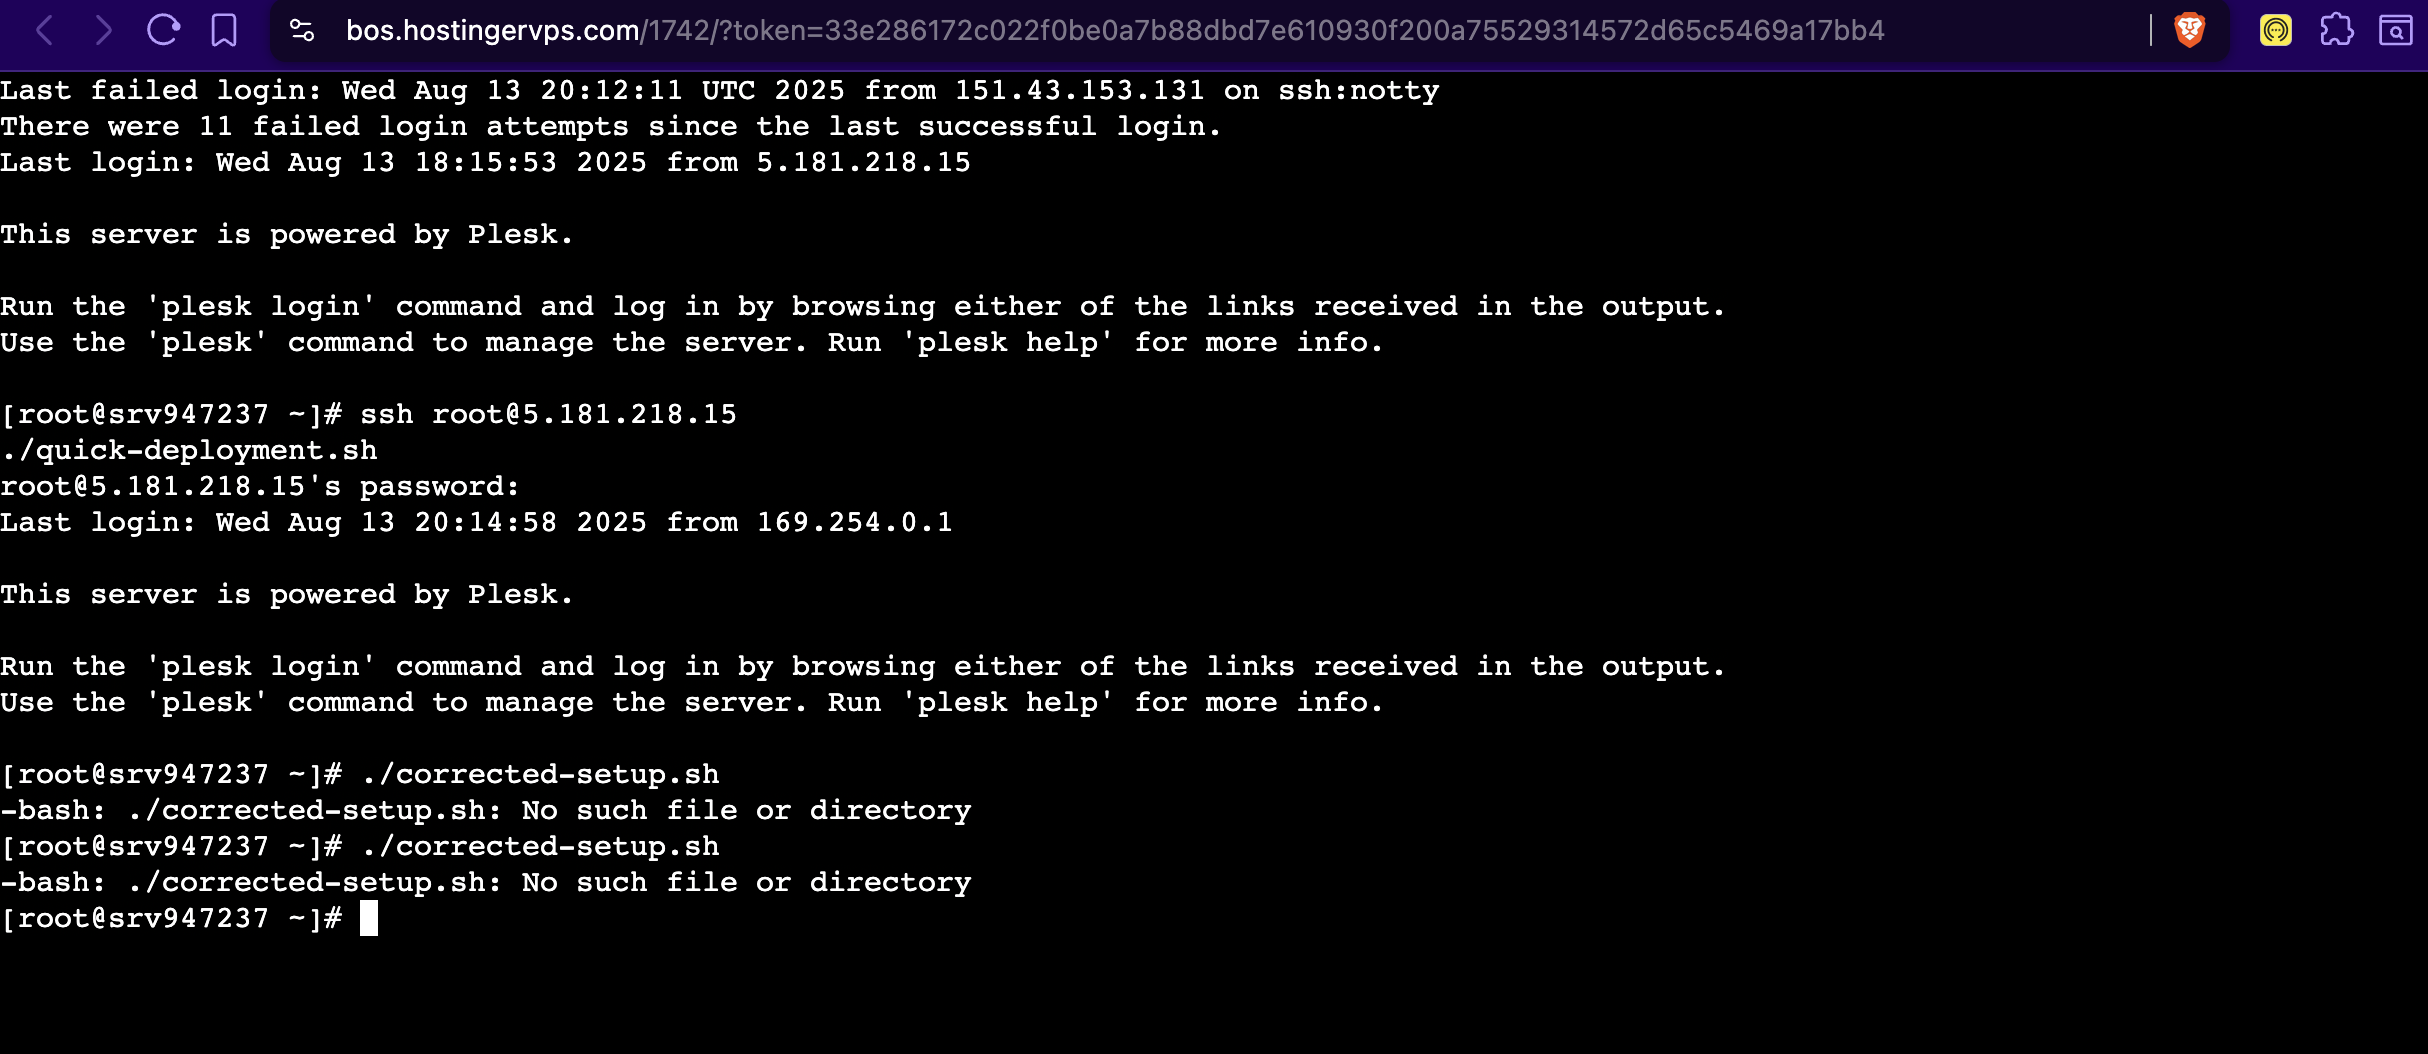 bos.hostingervps.com/1742/?token=33e286172c022f0be0a7b88dbd7e610930f200a75529314572d65c5469a17bb4
Last failed login: Wed Aug 13 20:12:11 UTC 2025 from 151.43.153.131 on ssh:notty
There were 11 failed login attempts since the last successful login.
Last login: Wed Aug 13 18:15:53 2025 from 5.181.218.15
This server is powered by Plesk.
Run the 'plesk login' command and log in by browsing either of the links received in the output.
Use the 'plesk' command to manage the server. Run 'plesk help' for more info.
[root@srv947237 ~]# ssh root@5.181.218.15
./quick-deployment.sh
root@5.181.218.15's password:
Last login: Wed Aug 13 20:14:58 2025 from 169.254.0.1
This server is powered by Plesk.
Run the 'plesk login' command and log in by browsing either of the links received in the output.
Use the 'plesk' command to manage the server. Run 'plesk help' for more info.
[root@srv947237 ~]# ./corrected-setup.sh
-bash: ./corrected-setup.sh: No such file or directory
[root@srv947237 ~]# ./corrected-setup.sh
-bash: ./corrected-setup.sh: No such file or directory
[root@srv947237 ~]#